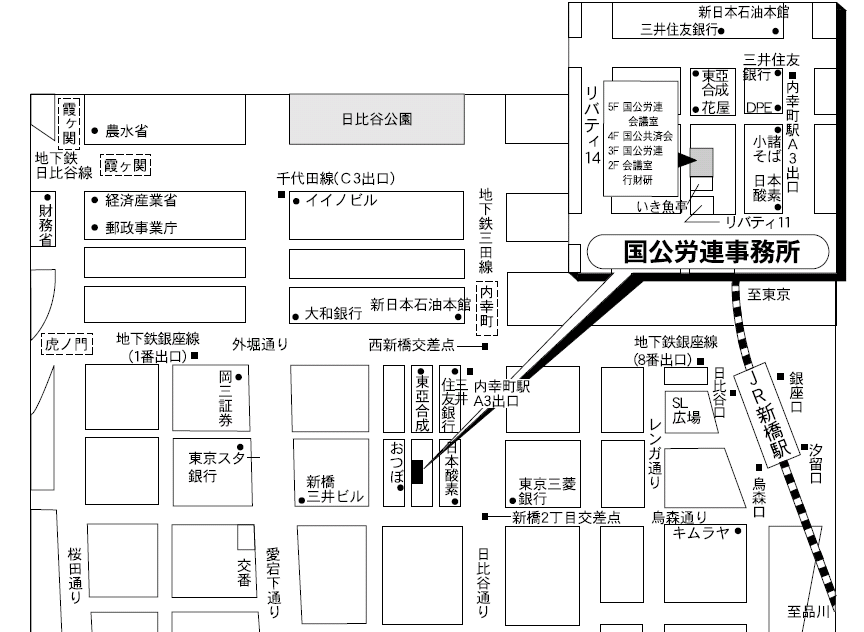 新日本石油本館
三井住友銀行
三井住友
銀行
東亞
合成
花屋
DPE
リバティ14
5F 国公労連
会議室
4F 国公共済会
3F 国公労連
2F 会議室
行財研
内幸町駅A3出口
小諸そば
日本酸素
いき魚亭
リバティ11
国公労連事務所
霞ヶ関
農水省
日比谷公園
地下鉄
日比谷線
霞ヶ関
財務省
経済産業省
郵政事業庁
千代田線(C3出口)
イイノビル
地下鉄三田線
大和銀行
新日本石油本館
内幸町
至東京
虎ノ門
地下鉄銀座線
(1番出口)
外堀通り
西新橋交差点
地下鉄銀座線
(8番出口)
岡三証券
東亞合成
三井
住友銀行
内幸町駅
A3出口
日比谷口
SL
広場
JR新橋駅
銀座口
汐留口
烏森口
レンガ通り
東京スター
銀行
新橋
三井ビル
おつぼ
日本酸素
東京三菱
銀行
新橋2丁目交差点
烏森通り
キムラヤ
桜田通り
交番
愛宕下通り
日比谷通り
至品川